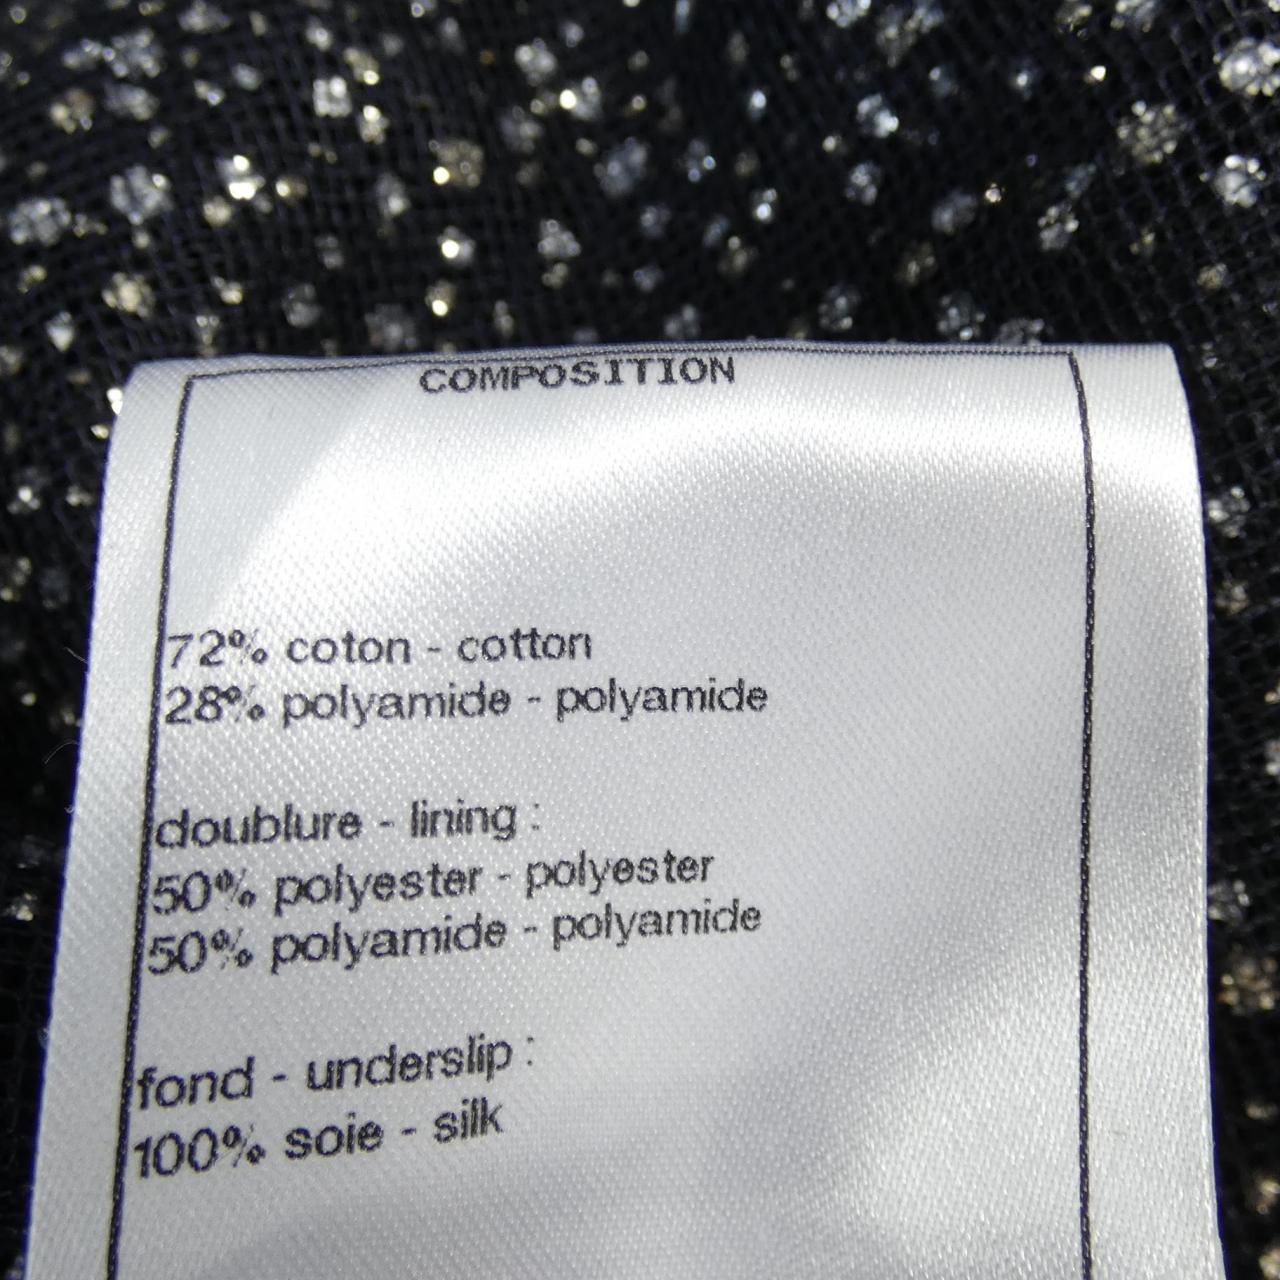 COMPOSITION
72% coton - cotton
28% polyamide - polyamide
doublure - lining :
50% polyester - polyester
50% polyamide - polyamide
fond - underslip :
100% soie - silk